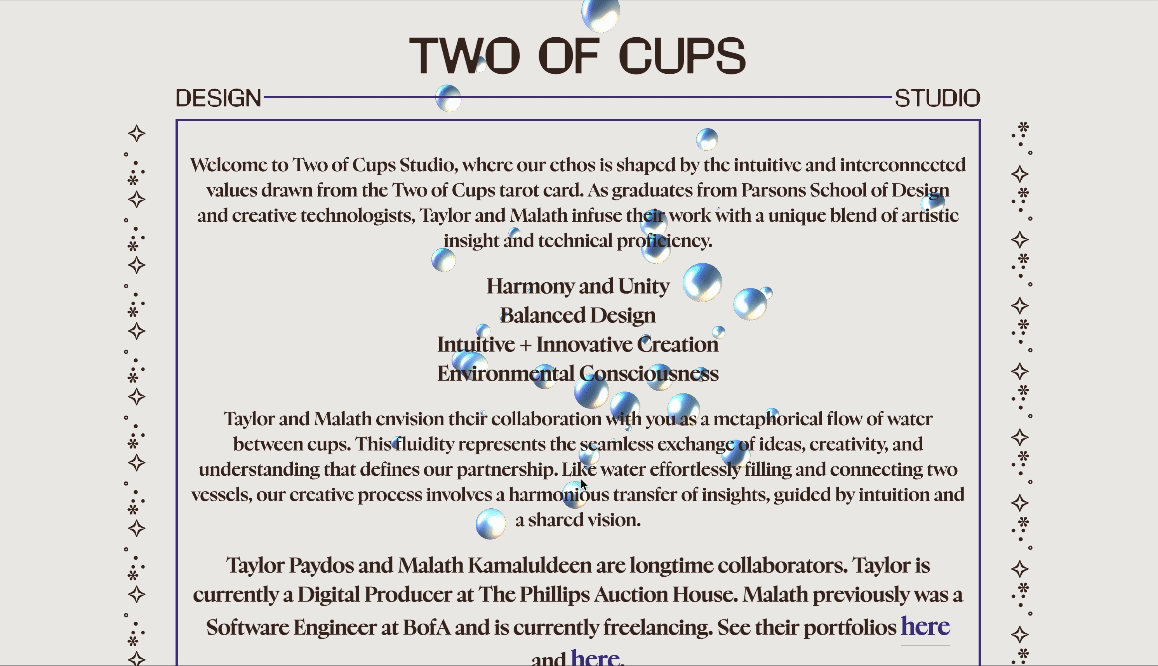 TWO OF CUPS
DESIGN STUDIO
Welcome to Two of Cups Studio, where our ethos is shaped by the intuitive and interconnected
values drawn from the Two of Cups tarot card. As graduates from Parsons School of Design
and creative technologists, Taylor and Malath infuse their work with a unique blend of artistic
insight and technical proficiency.
Harmony and Unity
Balanced Design
Intuitive + Innovative Creation
Environmental Consciousness
Taylor and Malath envision their collaboration with you as a metaphorical flow of water
between cups. This fluidity represents the seamless exchange of ideas, creativity, and
understanding that defines our partnership. Like water effortlessly filling and connecting two
vessels, our creative process involves a harmonious transfer of insights, guided by intuition and
a shared vision.
Taylor Paydos and Malath Kamaluldeen are longtime collaborators. Taylor is
currently a Digital Producer at The Phillips Auction House. Malath previously was a
Software Engineer at BofA and is currently freelancing. See their portfolios here
and here.